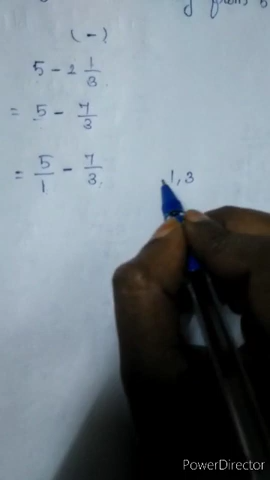 (-)
5 - 2 1/3
= 5 - 7/3
= 5/1 - 7/3
1, 3
PowerDirector